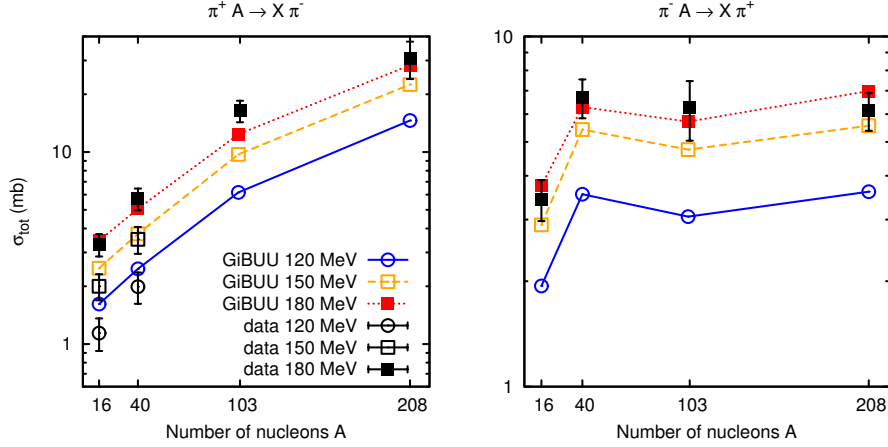 π⁺ A → X π⁻
σ_tot (mb)
10
1
GiBUU 120 MeV
GiBUU 150 MeV
GiBUU 180 MeV
data 120 MeV
data 150 MeV
data 180 MeV
16 40 103 208
Number of nucleons A
π⁻ A → X π⁺
10
1
16 40 103 208
Number of nucleons A